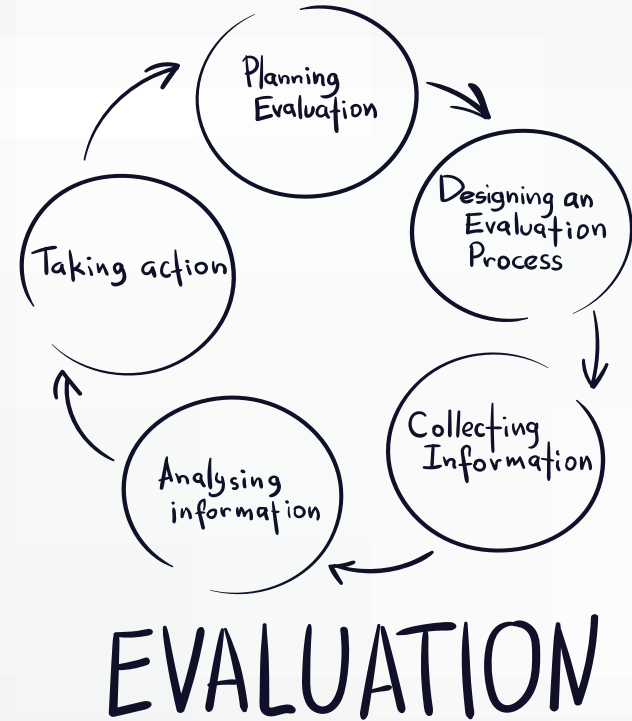 Planning
Evaluation
Designing an
Evaluation
Process
Collecting
Information
Analysing
information
Taking action
EVALUATION